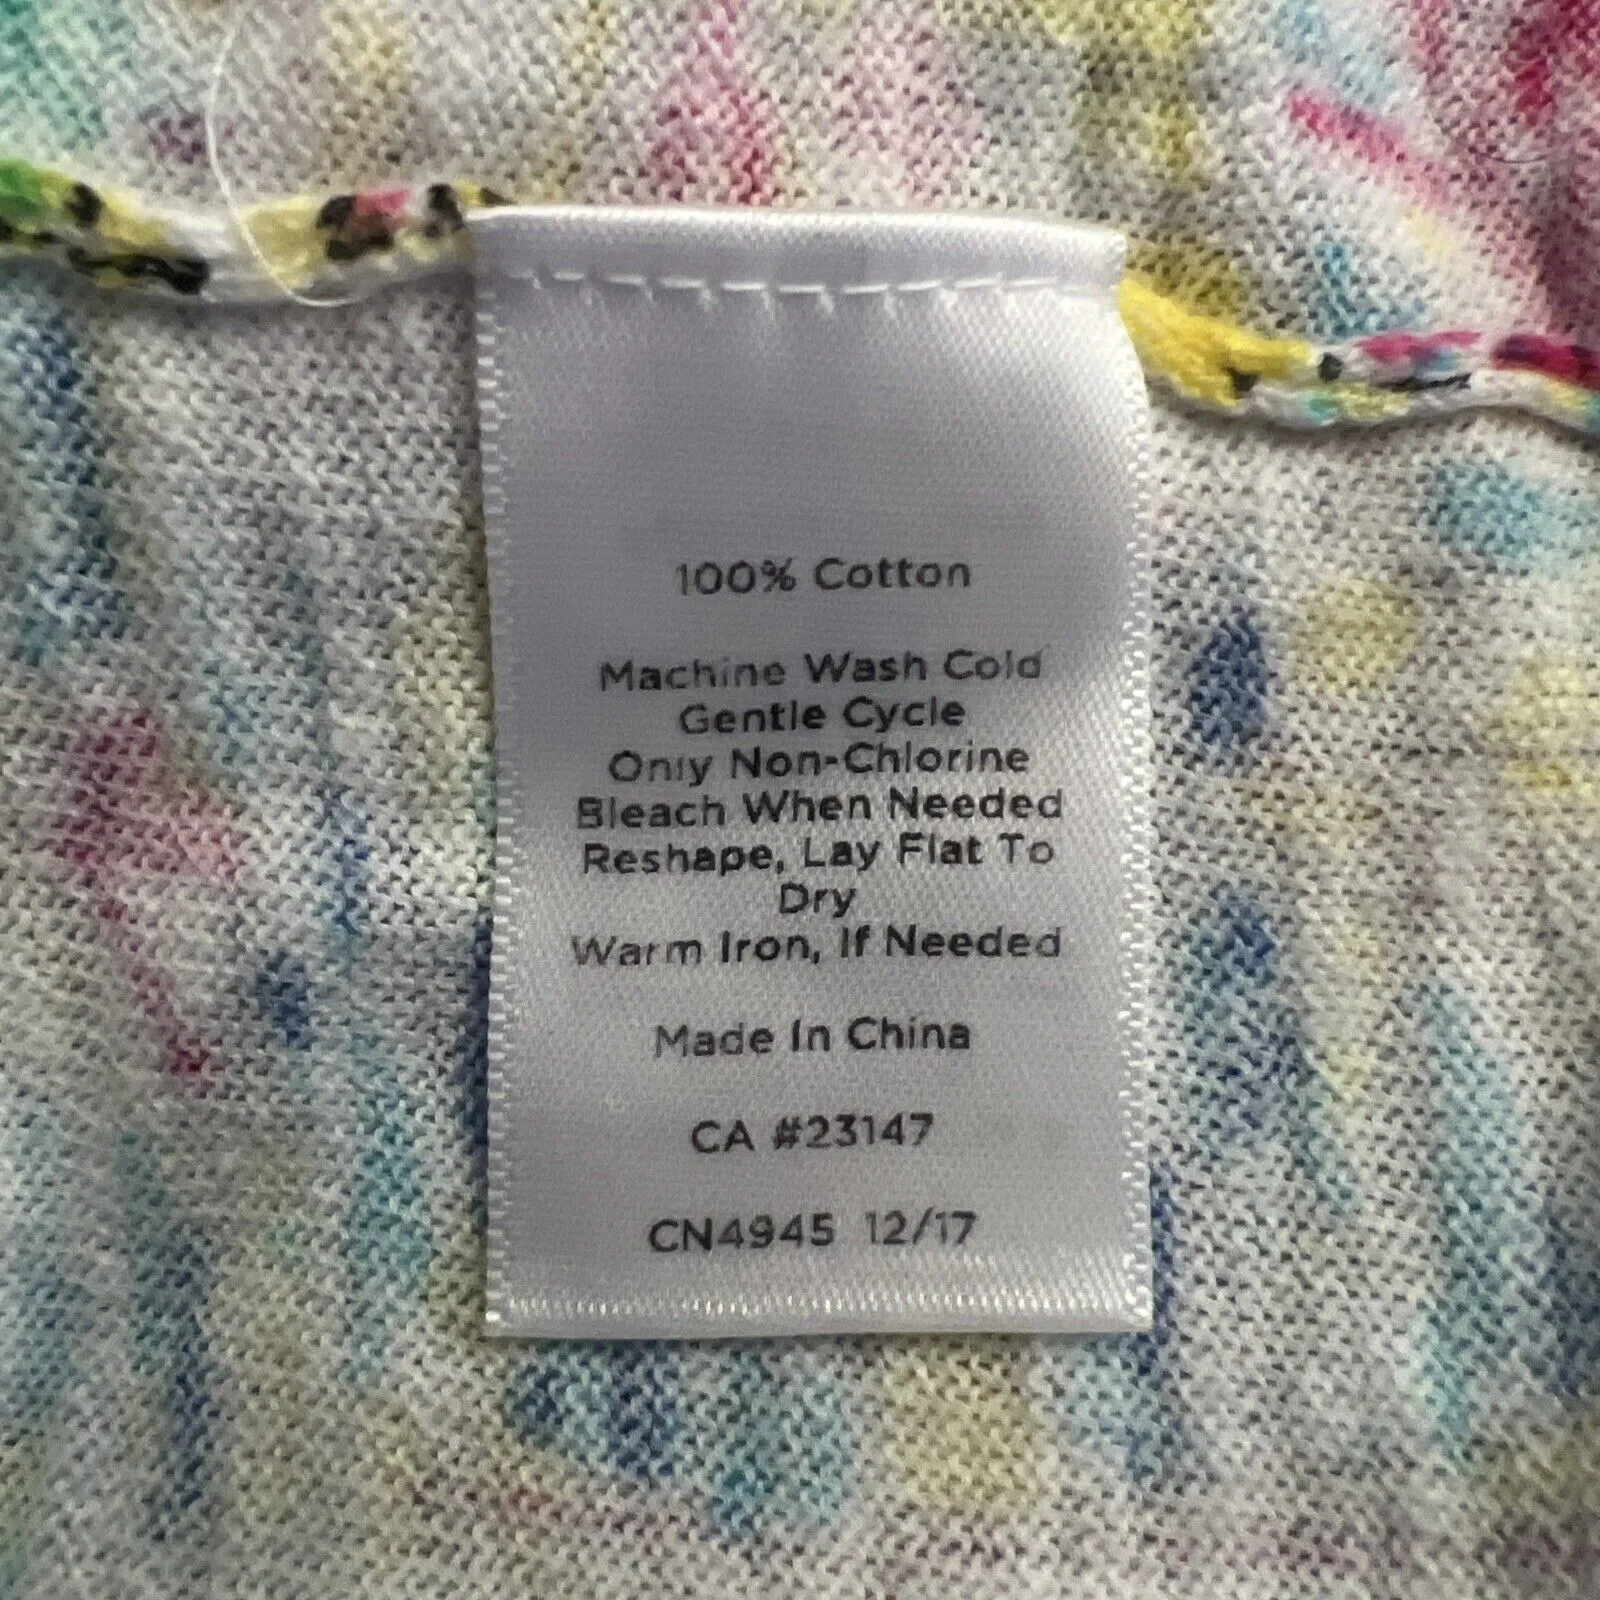 100% Cotton
Machine Wash Cold
Gentle Cycle
Only Non-Chlorine
Bleach When Needed
Reshape, Lay Flat To
Dry
Warm Iron, If Needed
Made In China
CA #23147
CN4945 12/17